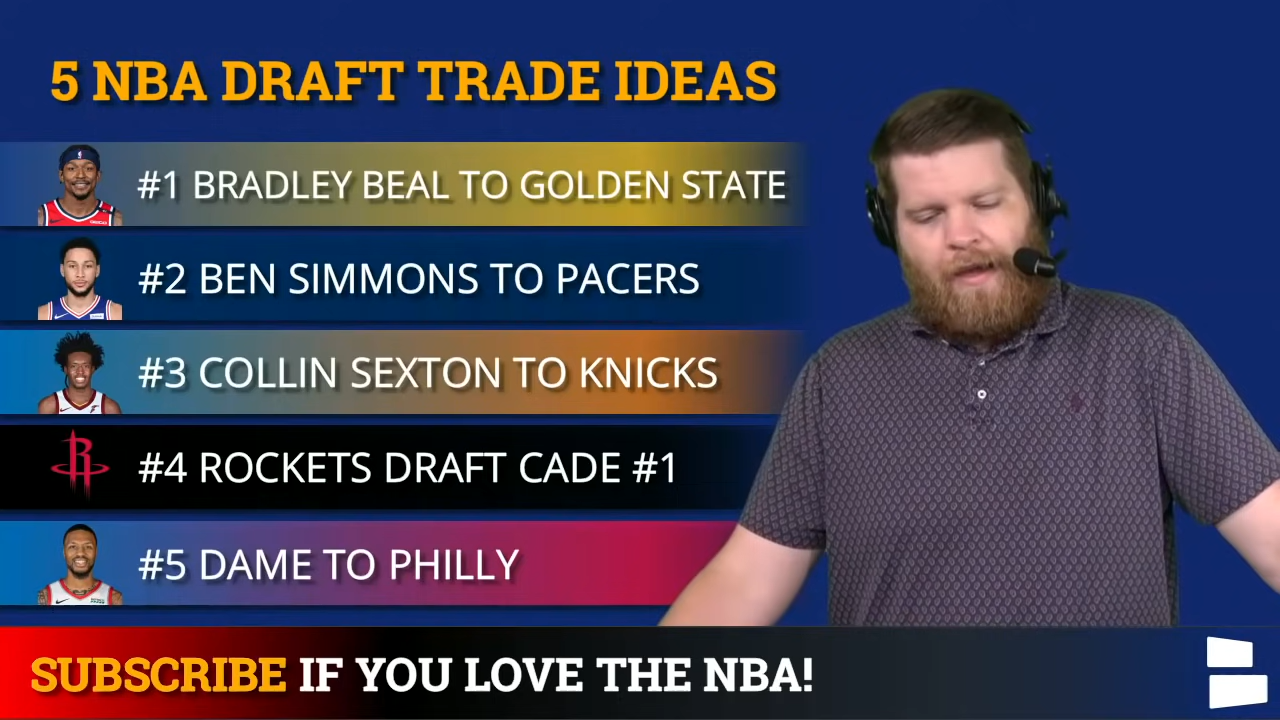 5 NBA DRAFT TRADE IDEAS
#1 BRADLEY BEAL TO GOLDEN STATE
#2 BEN SIMMONS TO PACERS
#3 COLLIN SEXTON TO KNICKS
#4 ROCKETS DRAFT CADE #1
#5 DAME TO PHILLY
SUBSCRIBE IF YOU LOVE THE NBA!